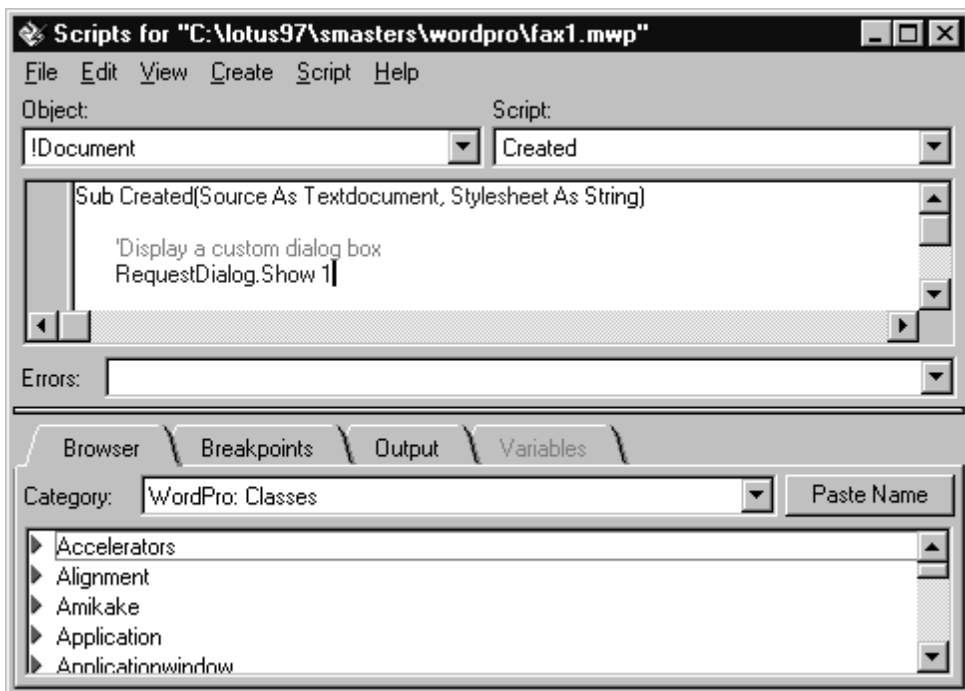 Scripts for "C:\lotus97\smasters\wordpro\fax1.mwp"
File Edit View Create Script Help
Object: Script:
!Document Created
Sub Created(Source As Textdocument, Stylesheet As String)
'Display a custom dialog box
RequestDialog.Show 1
Errors:
Browser Breakpoints Output Variables
Category: WordPro: Classes Paste Name
Accelerators
Alignment
Amikake
Application
Applicationwindow